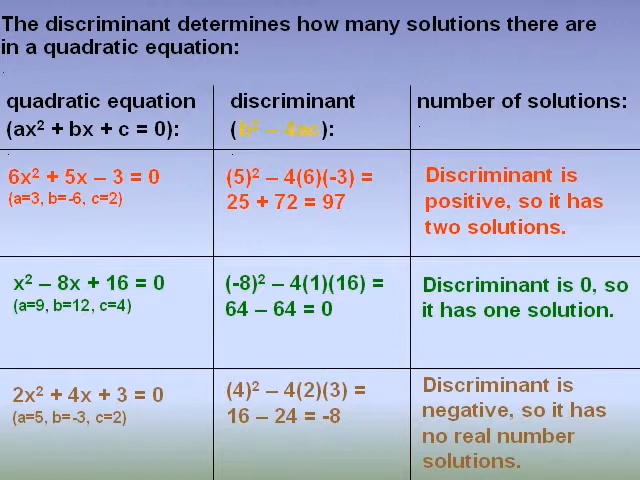 The discriminant determines how many solutions there are
in a quadratic equation:
quadratic equation
(ax² + bx + c = 0):
discriminant
(b² – 4ac):
number of solutions:
6x² + 5x – 3 = 0
(a=3, b=-6, c=2)
(5)² – 4(6)(-3) =
25 + 72 = 97
Discriminant is
positive, so it has
two solutions.
x² – 8x + 16 = 0
(a=9, b=12, c=4)
(-8)² – 4(1)(16) =
64 – 64 = 0
Discriminant is 0, so
it has one solution.
2x² + 4x + 3 = 0
(a=5, b=-3, c=2)
(4)² – 4(2)(3) =
16 – 24 = -8
Discriminant is
negative, so it has
no real number
solutions.